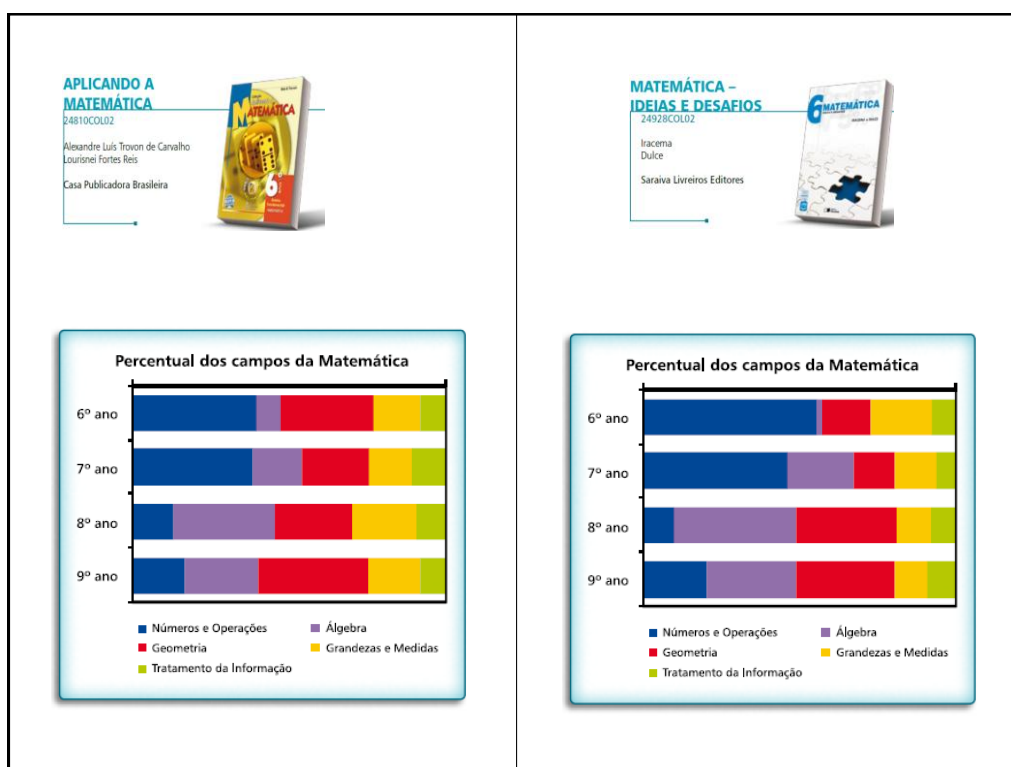 APLICANDO A
MATEMÁTICA
24810COL02
Alexandre Luís Trovon de Carvalho
Lourisnei Fortes Reis
Casa Publicadora Brasileira
MATEMÁTICA
6º
Percentual dos campos da Matemática
6º ano
7º ano
8º ano
9º ano
Números e Operações
Álgebra
Geometria
Grandezas e Medidas
Tratamento da Informação
MATEMÁTICA –
IDEIAS E DESAFIOS
24928COL02
Iracema
Dulce
Saraiva Livreiros Editores
6 MATEMÁTICA
Percentual dos campos da Matemática
6º ano
7º ano
8º ano
9º ano
Números e Operações
Álgebra
Geometria
Grandezas e Medidas
Tratamento da Informação